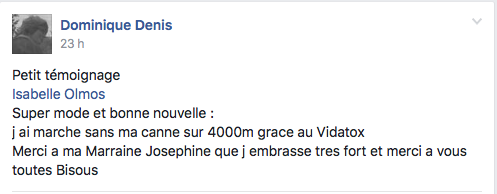 Dominique Denis
23 h
Petit témoignage
Isabelle Olmos
Super mode et bonne nouvelle :
j ai marche sans ma canne sur 4000m grace au Vidatox
Merci a ma Marraine Josephine que j embrasse tres fort et merci a vous
toutes Bisous